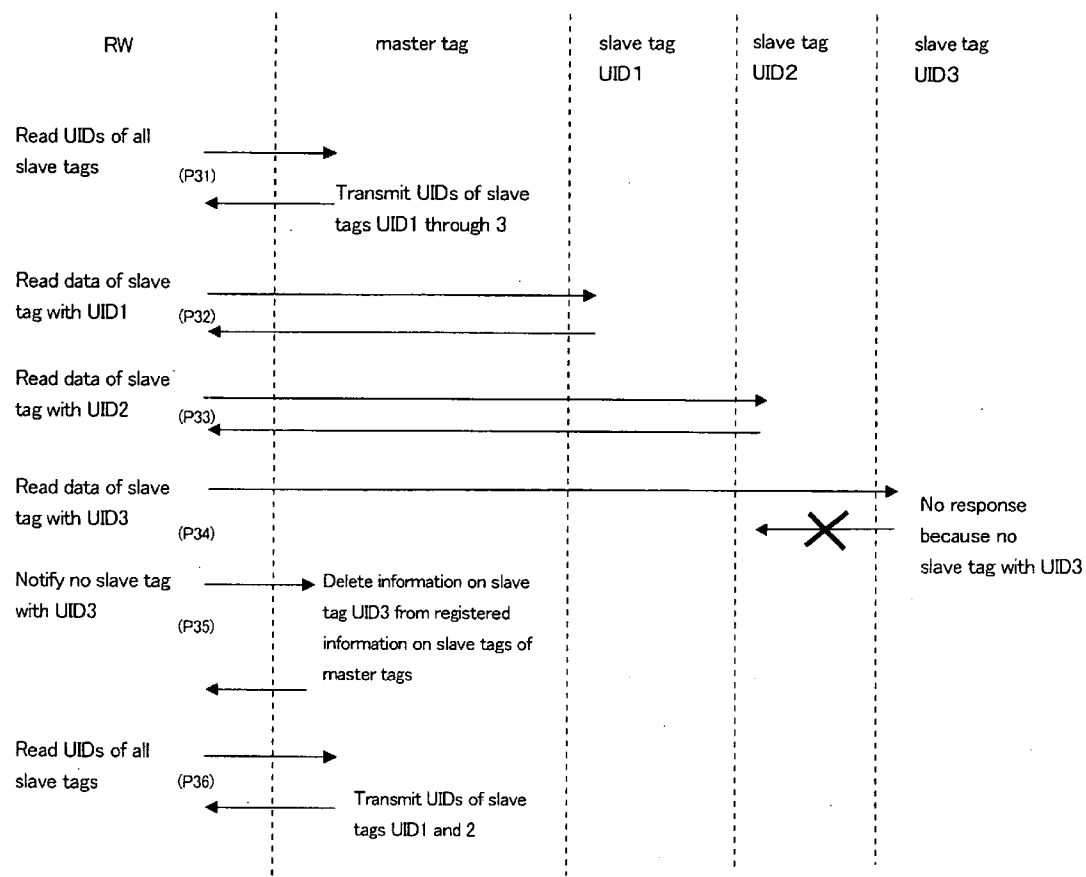 RW
master tag
slave tag
UID1
slave tag
UID2
slave tag
UID3
Read UIDs of all
slave tags
(P31)
Transmit UIDs of slave
tags UID1 through 3
Read data of slave
tag with UID1
(P32)
Read data of slave
tag with UID2
(P33)
Read data of slave
tag with UID3
(P34)
No response
because no
slave tag with UID3
Notify no slave tag
with UID3
(P35)
Delete information on slave
tag UID3 from registered
information on slave tags of
master tags
Read UIDs of all
slave tags
(P36)
Transmit UIDs of slave
tags UID1 and 2